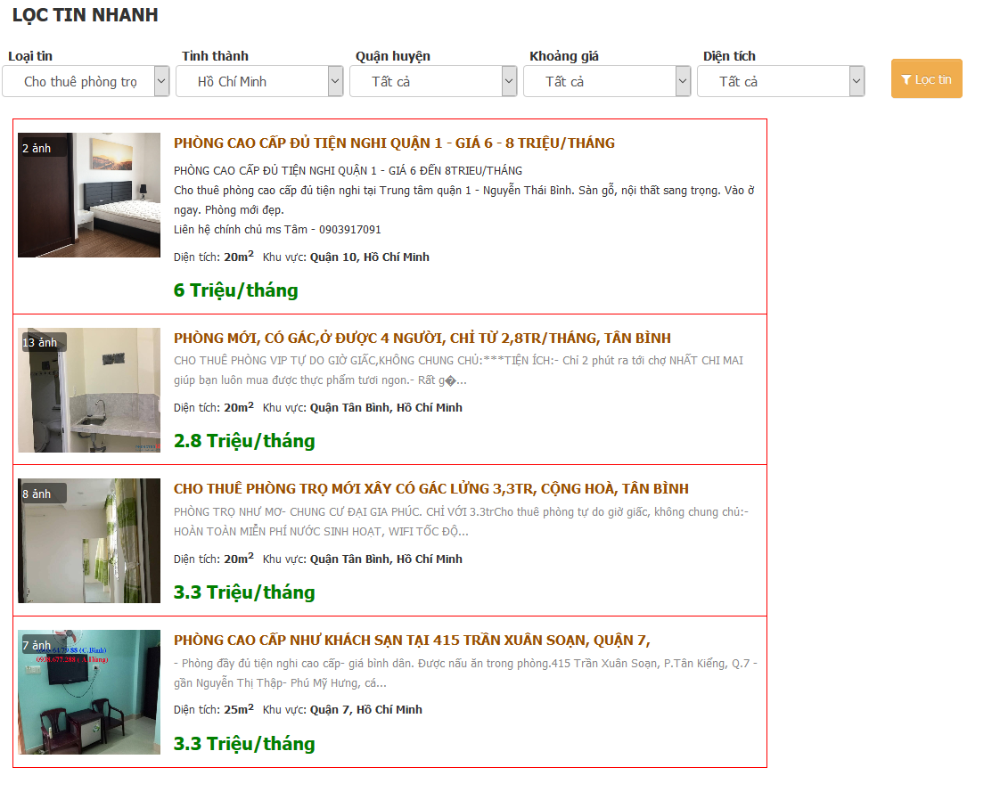 LỌC TIN NHANH
Loại tin Tỉnh thành Quận huyện Khoảng giá Diện tích
Cho thuê phòng trọ Hồ Chí Minh Tất cả Tất cả Tất cả Lọc tin
2 ảnh
PHÒNG CAO CẤP ĐỦ TIỆN NGHI QUẬN 1 - GIÁ 6 - 8 TRIỆU/THÁNG
PHÒNG CAO CẤP ĐỦ TIỆN NGHI QUẬN 1 - GIÁ 6 ĐẾN 8TRIEU/THÁNG
Cho thuê phòng cao cấp đủ tiện nghi tại Trung tâm quận 1 - Nguyễn Thái Bình. Sàn gỗ, nội thất sang trọng. Vào ở
ngay. Phòng mới đẹp.
Liên hệ chính chủ ms Tâm - 0903917091
Diện tích: 20m² Khu vực: Quận 10, Hồ Chí Minh
6 Triệu/tháng
13 ảnh
PHÒNG MỚI, CÓ GÁC,Ở ĐƯỢC 4 NGƯỜI, CHỈ TỪ 2,8TR/THÁNG, TÂN BÌNH
CHO THUÊ PHÒNG VIP TỰ DO GIỜ GIẤC,KHÔNG CHUNG CHỦ:***TIỆN ÍCH:- Chỉ 2 phút ra tới chợ NHẤT CHI MAI
giúp bạn luôn mua được thực phẩm tươi ngon.- Rất g�...
Diện tích: 20m² Khu vực: Quận Tân Bình, Hồ Chí Minh
2.8 Triệu/tháng
8 ảnh
CHO THUÊ PHÒNG TRỌ MỚI XÂY CÓ GÁC LỬNG 3,3TR, CỘNG HOÀ, TÂN BÌNH
PHÒNG TRỌ NHƯ MƠ- CHUNG CƯ ĐẠI GIA PHÚC. CHỈ VỚI 3.3trCho thuê phòng tự do giờ giấc, không chung chủ:-
HOÀN TOÀN MIỄN PHÍ NƯỚC SINH HOẠT, WIFI TỐC ĐỘ...
Diện tích: 20m² Khu vực: Quận Tân Bình, Hồ Chí Minh
3.3 Triệu/tháng
7 ảnh
PHÒNG CAO CẤP NHƯ KHÁCH SẠN TẠI 415 TRẦN XUÂN SOẠN, QUẬN 7,
- Phòng đầy đủ tiện nghi cao cấp- giá bình dân. Được nấu ăn trong phòng.415 Trần Xuân Soạn, P.Tân Kiểng, Q.7 -
gần Nguyễn Thị Thập- Phú Mỹ Hưng, cá...
Diện tích: 25m² Khu vực: Quận 7, Hồ Chí Minh
3.3 Triệu/tháng